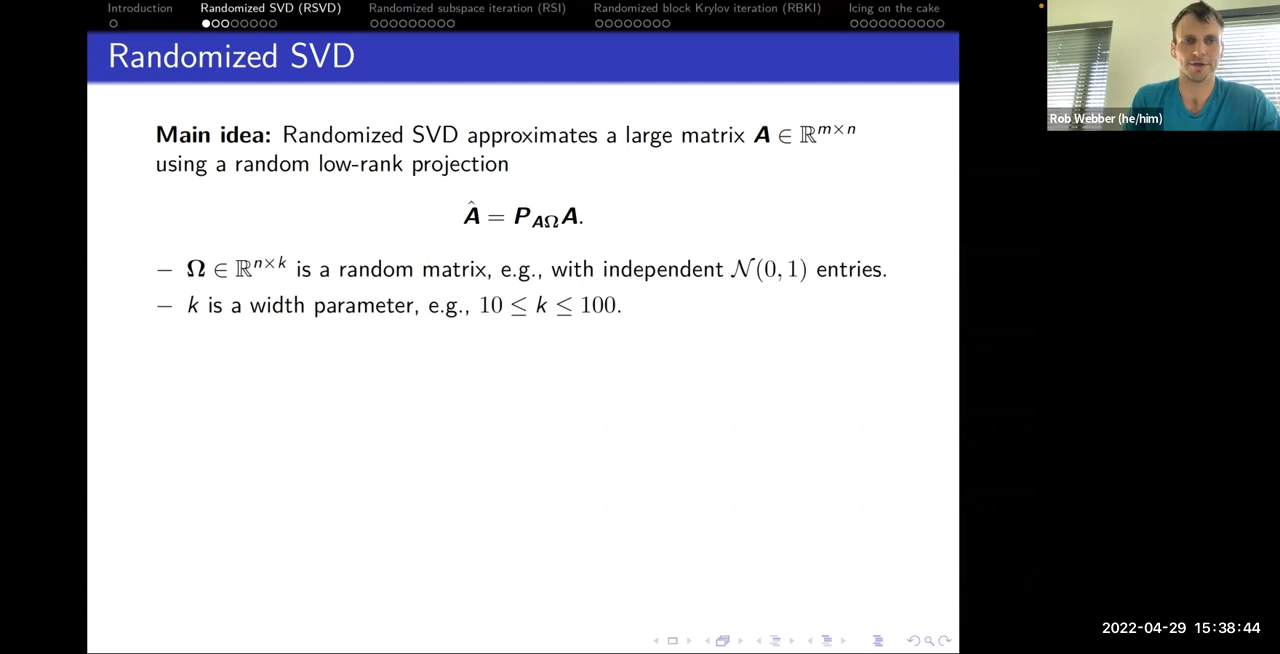 Introduction Randomized SVD (RSVD) Randomized subspace iteration (RSI) Randomized block Krylov iteration (RBKI) Icing on the cake
Randomized SVD
Main idea: Randomized SVD approximates a large matrix A ∈ ℝ^{m×n}
using a random low-rank projection
Â = P_{AΩ}A.
– Ω ∈ ℝ^{n×k} is a random matrix, e.g., with independent 𝒩(0, 1) entries.
– k is a width parameter, e.g., 10 ≤ k ≤ 100.
Rob Webber (he/him)
2022-04-29 15:38:44